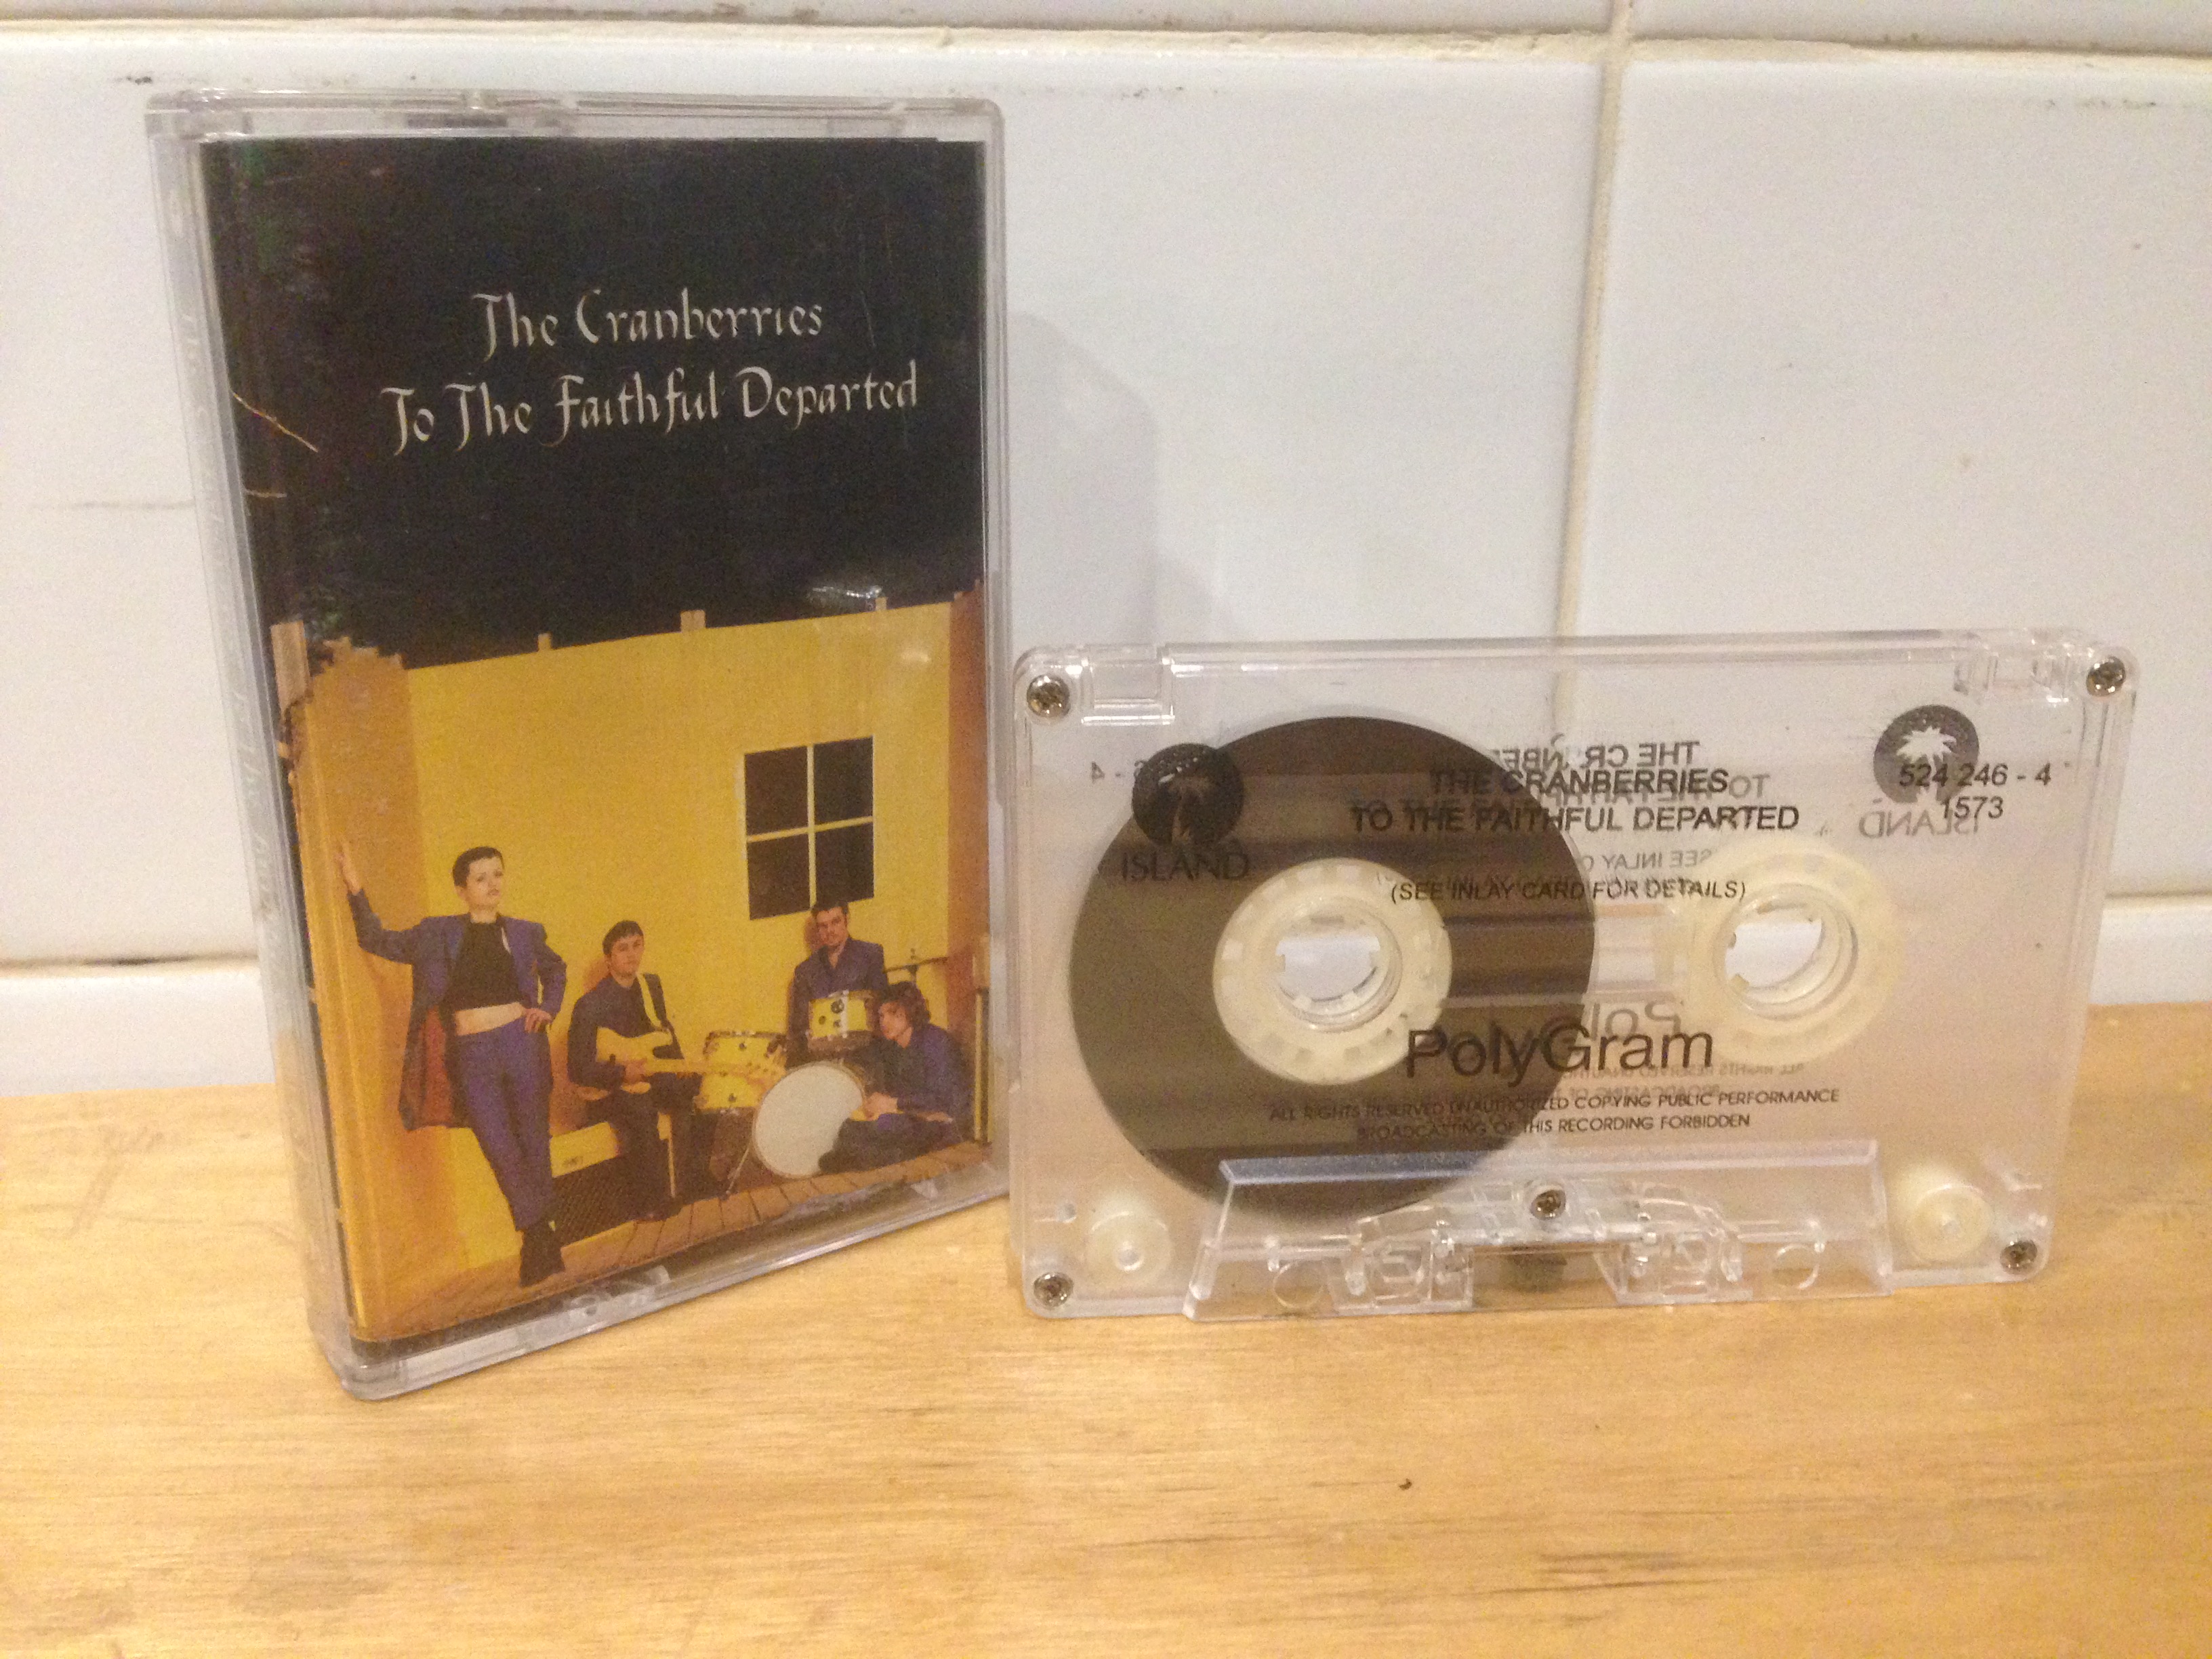 The Cranberries
To The Faithful Departed
ISLAND
THE CRANBERRIES
TO THE FAITHFUL DEPARTED
(SEE INLAY CARD FOR DETAILS)
524 246 - 4
1573
ISLAND
PolyGram
ALL RIGHTS RESERVED UNAUTHORIZED COPYING PUBLIC PERFORMANCE
BROADCASTING OF THIS RECORDING FORBIDDEN